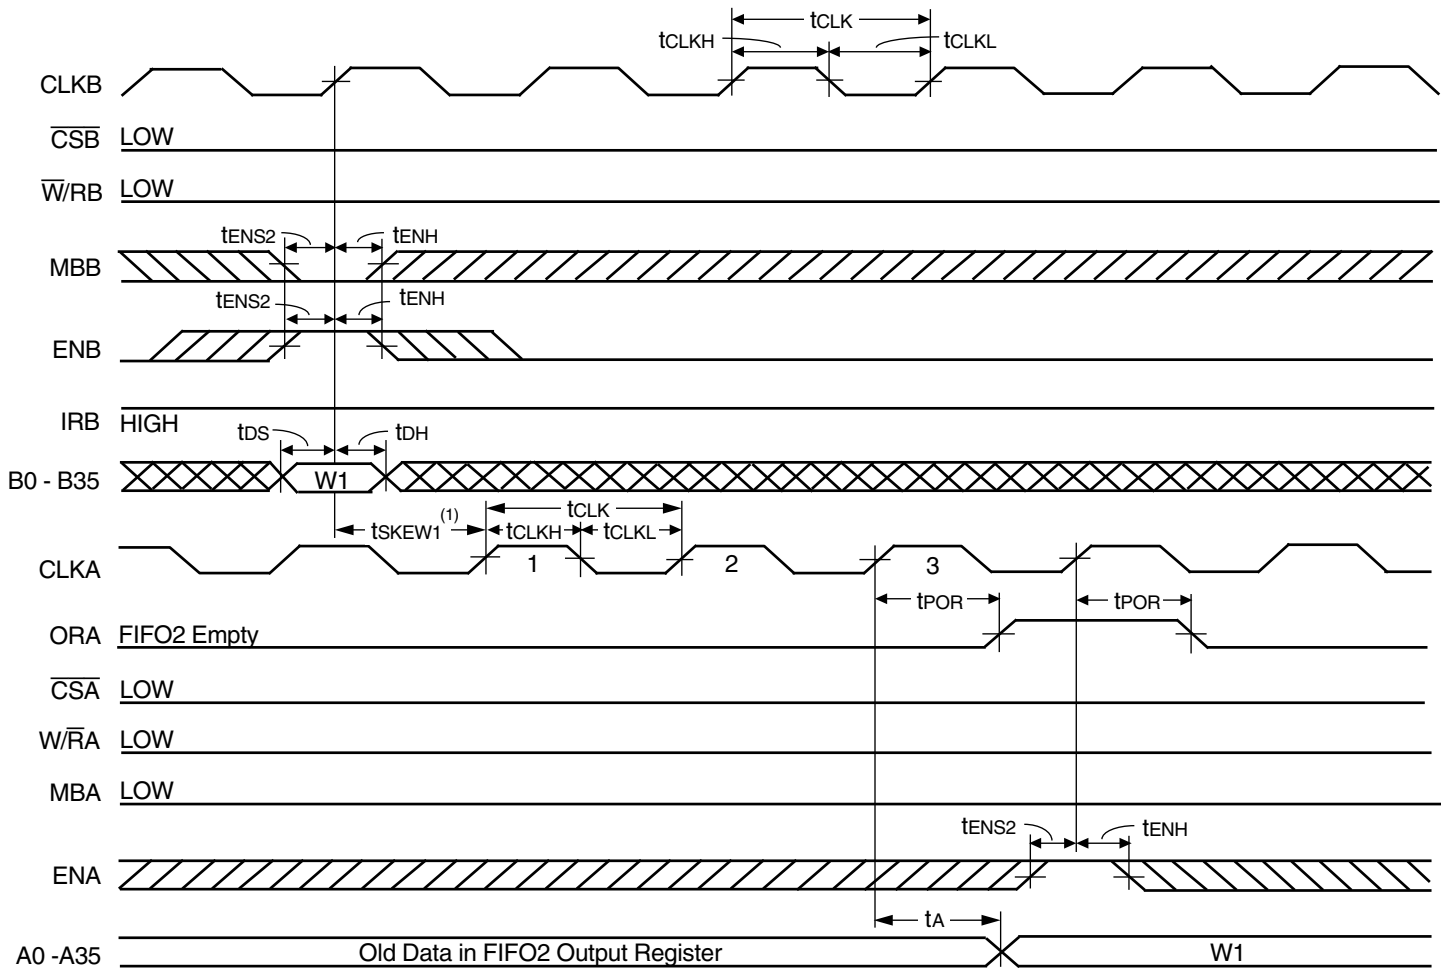 tCLK
tCLKH tCLKL
CLKB
CSB LOW
W/RB LOW
tENS2 tENH
MBB
tENS2 tENH
ENB
IRB HIGH
tDS tDH
B0 - B35 W1
tSKEW1 (1) tCLK
tCLKH tCLKL
CLKA 1 2 3
tPOR tPOR
ORA FIFO2 Empty
CSA LOW
W/RA LOW
MBA LOW
tENS2 tENH
ENA
tA
A0 -A35 Old Data in FIFO2 Output Register W1